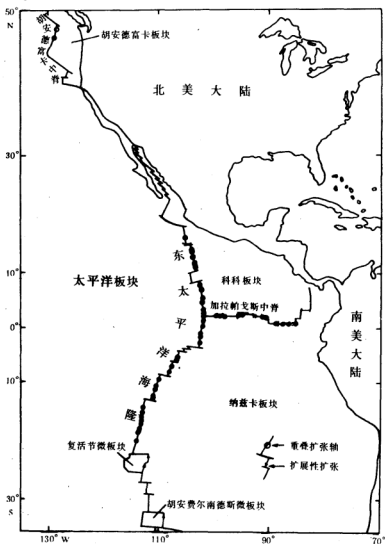 50°
N
胡安德富卡中脊
胡安德富卡板块
北美大陆
30°
太平洋板块
东太平洋海隆
科科板块
10°
加拉帕戈斯中脊
0°
南美大陆
10°
纳兹卡板块
复活节微板块
重叠扩张轴
扩展性扩张
30°
S
胡安费尔南德斯微板块
130°W
110°
90°
70°